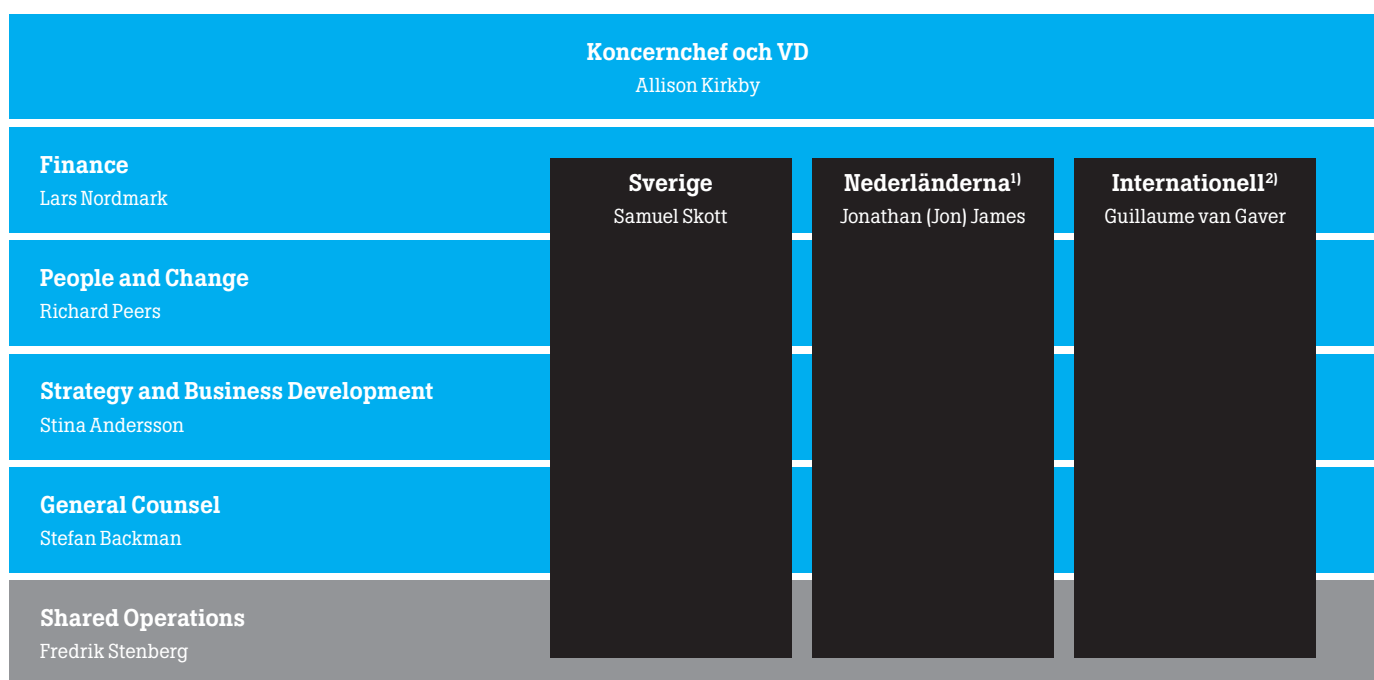 Koncernchef och VD
Allison Kirkby
Finance
Lars Nordmark
Sverige
Samuel Skott
Nederländerna¹⁾
Jonathan (Jon) James
Internationell²⁾
Guillaume van Gaver
People and Change
Richard Peers
Strategy and Business Development
Stina Andersson
General Counsel
Stefan Backman
Shared Operations
Fredrik Stenberg